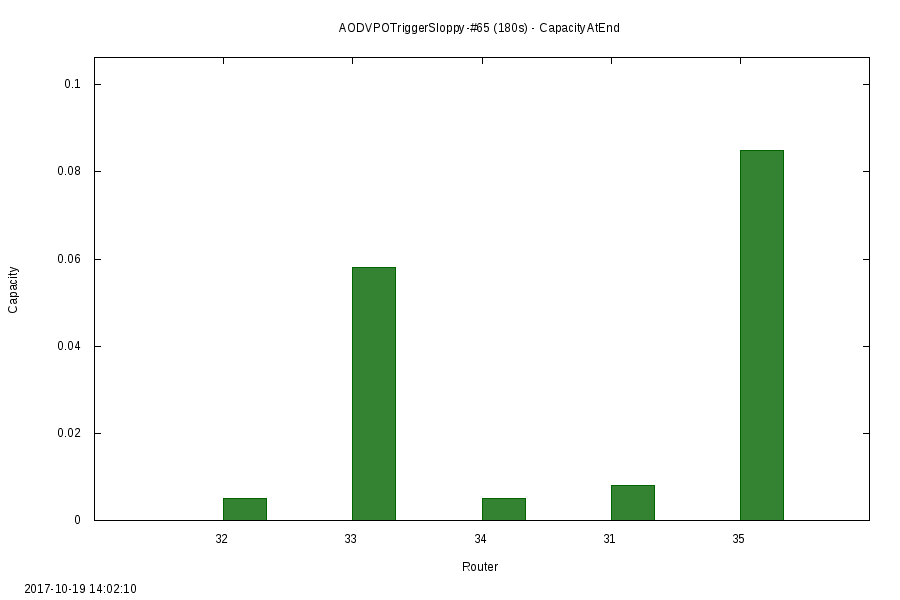 AODVPOTriggerSloppy-#65 (180s) - CapacityAtEnd
0.1
0.08
0.06
0.04
0.02
0
Capacity
32 33 34 31 35
Router
2017-10-19 14:02:10